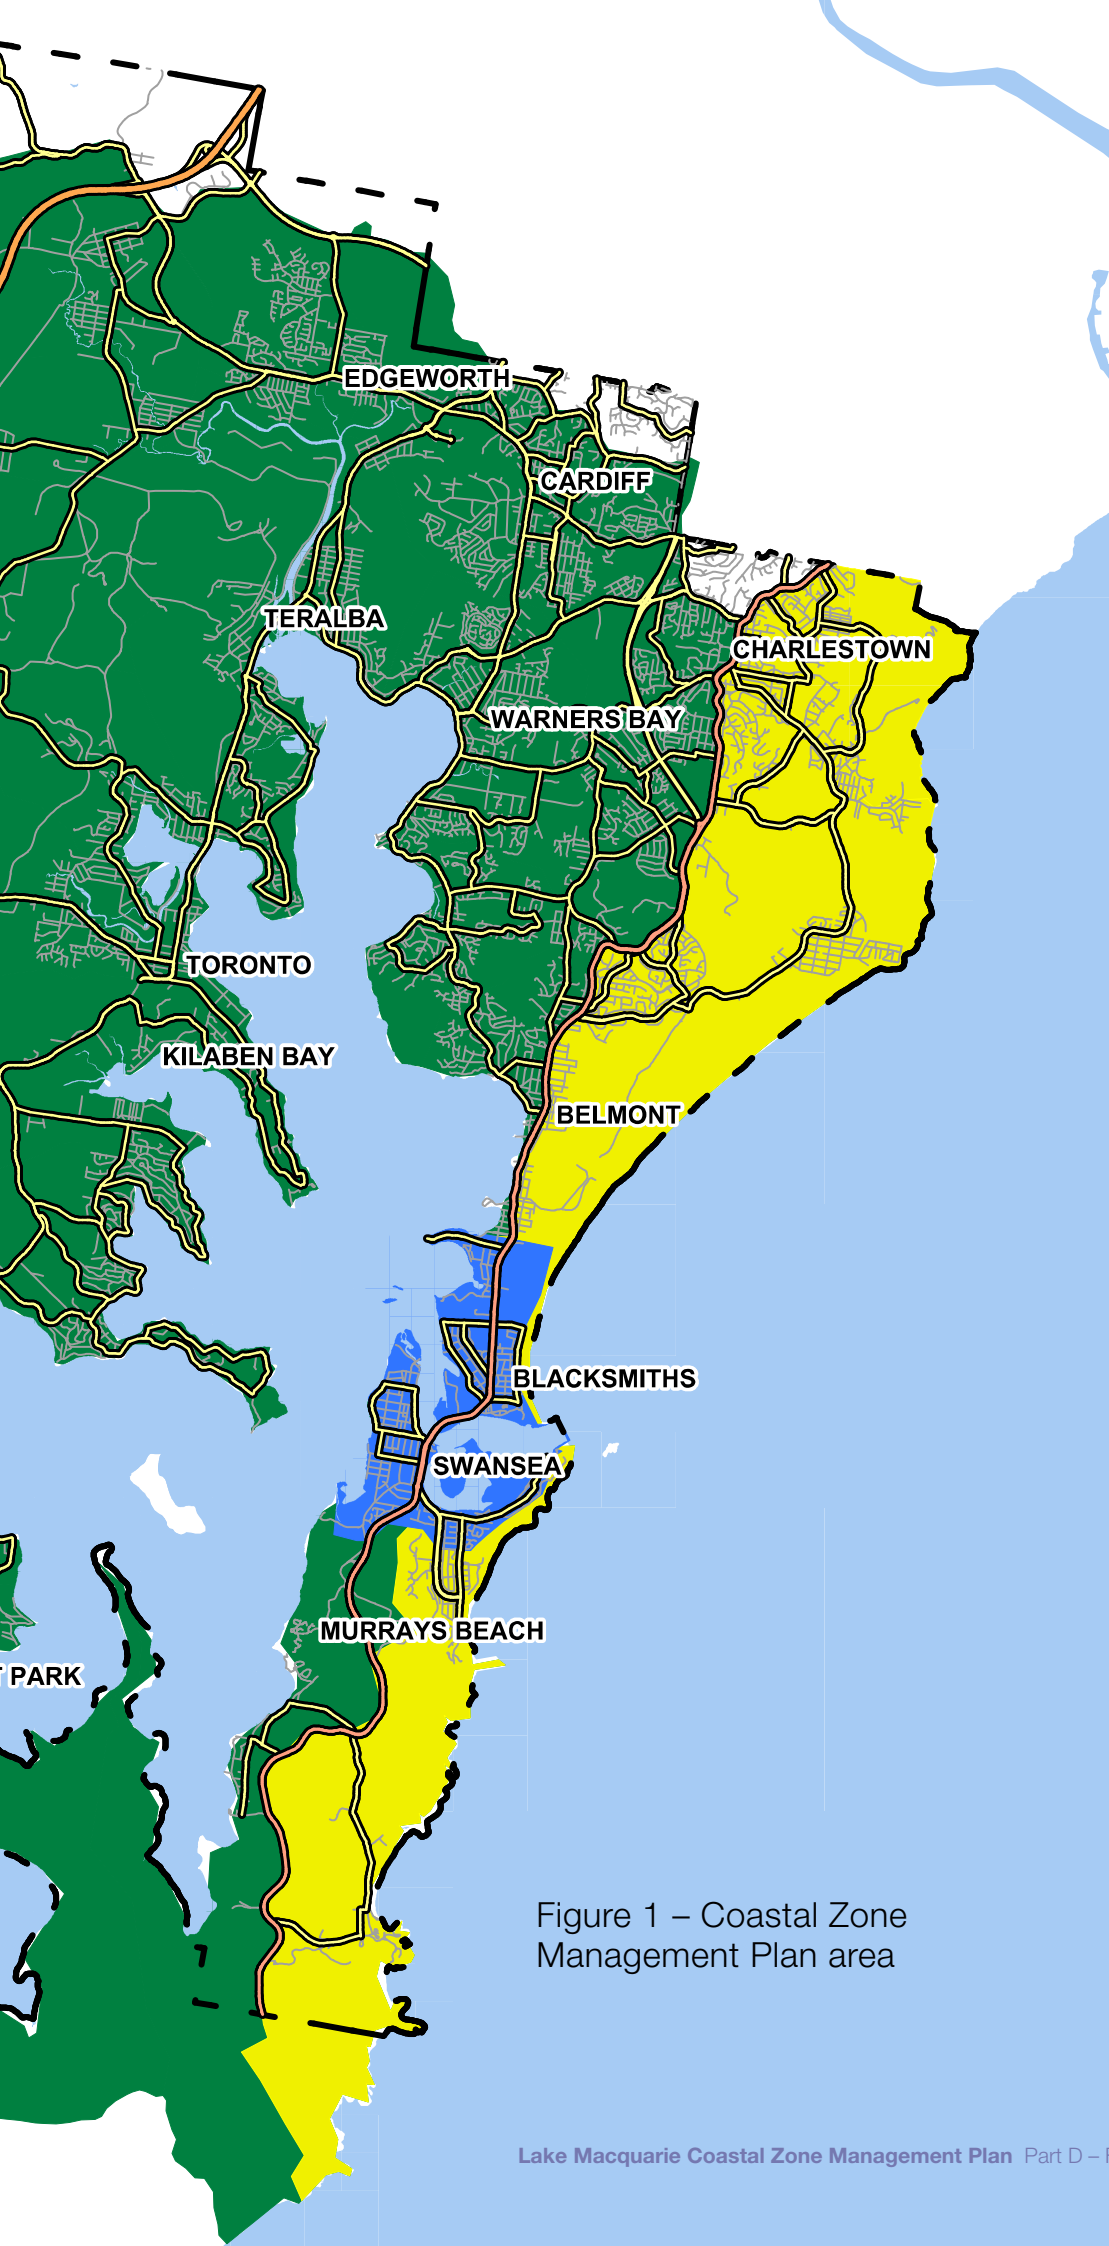 EDGEWORTH
CARDIFF
TERALBA
CHARLESTOWN
WARNERS BAY
TORONTO
KILABEN BAY
BELMONT
BLACKSMITHS
SWANSEA
MURRAYS BEACH
PARK
Figure 1 – Coastal Zone
Management Plan area
Lake Macquarie Coastal Zone Management Plan Part D –